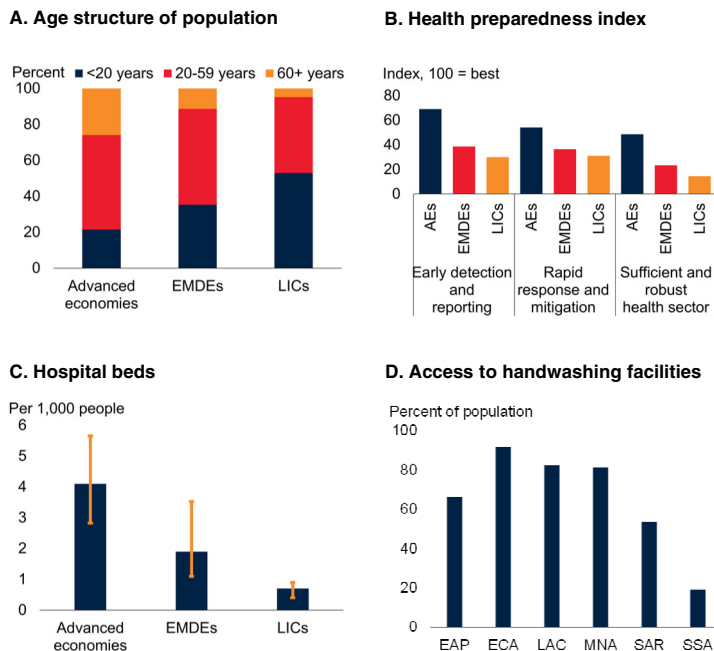 A. Age structure of population
Percent <20 years 20-59 years 60+ years
100
80
60
40
20
0
Advanced economies
EMDEs
LICs
B. Health preparedness index
Index, 100 = best
80
60
40
20
0
AEs
EMDEs
LICs
AEs
EMDEs
LICs
AEs
EMDEs
LICs
Early detection
and
reporting
Rapid
response and
mitigation
Sufficient and
robust
health sector
C. Hospital beds
Per 1,000 people
6
5
4
3
2
1
0
Advanced
economies
EMDEs
LICs
D. Access to handwashing facilities
Percent of population
100
80
60
40
20
0
EAP ECA LAC MNA SAR SSA